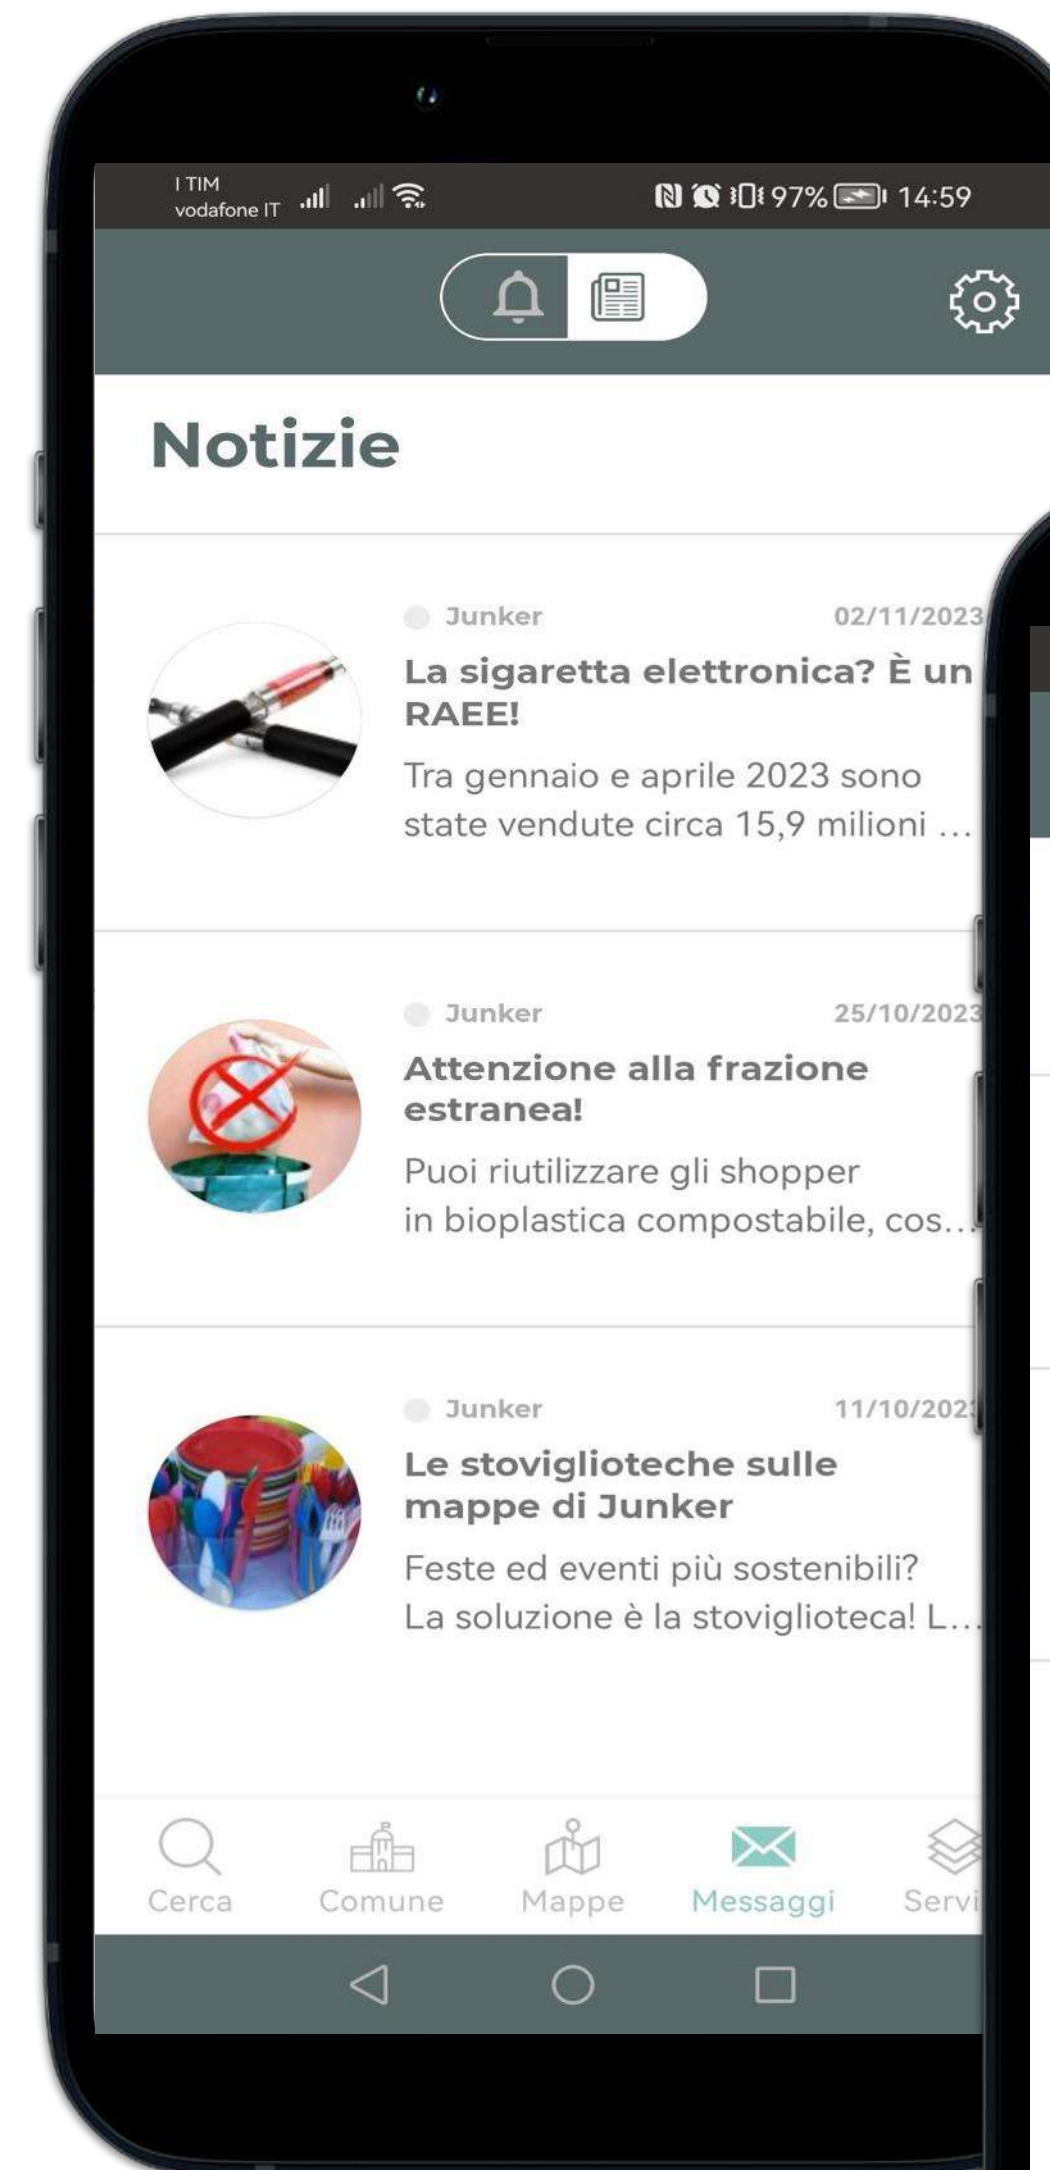 I TIM
vodafone IT
97%
14:59
Notizie
Junker
02/11/2023
La sigaretta elettronica? È un
RAEE!
Tra gennaio e aprile 2023 sono
state vendute circa 15,9 milioni ...
Junker
25/10/2023
Attenzione alla frazione
estranea!
Puoi riutilizzare gli shopper
in bioplastica compostabile, cos...
Junker
11/10/2023
Le stoviglioteche sulle
mappe di Junker
Feste ed eventi più sostenibili?
La soluzione è la stoviglioteca! L...
Cerca
Comune
Mappe
Messaggi